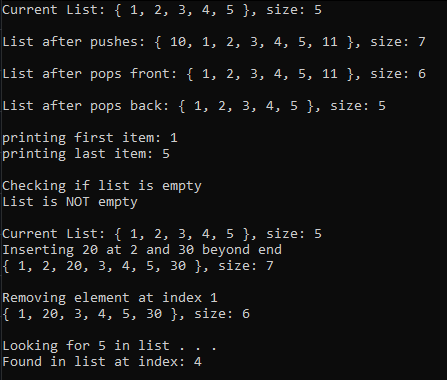 Current List: { 1, 2, 3, 4, 5 }, size: 5
List after pushes: { 10, 1, 2, 3, 4, 5, 11 }, size: 7
List after pops front: { 1, 2, 3, 4, 5, 11 }, size: 6
List after pops back: { 1, 2, 3, 4, 5 }, size: 5
printing first item: 1
printing last item: 5
Checking if list is empty
List is NOT empty
Current List: { 1, 2, 3, 4, 5 }, size: 5
Inserting 20 at 2 and 30 beyond end
{ 1, 2, 20, 3, 4, 5, 30 }, size: 7
Removing element at index 1
{ 1, 20, 3, 4, 5, 30 }, size: 6
Looking for 5 in list . . .
Found in list at index: 4